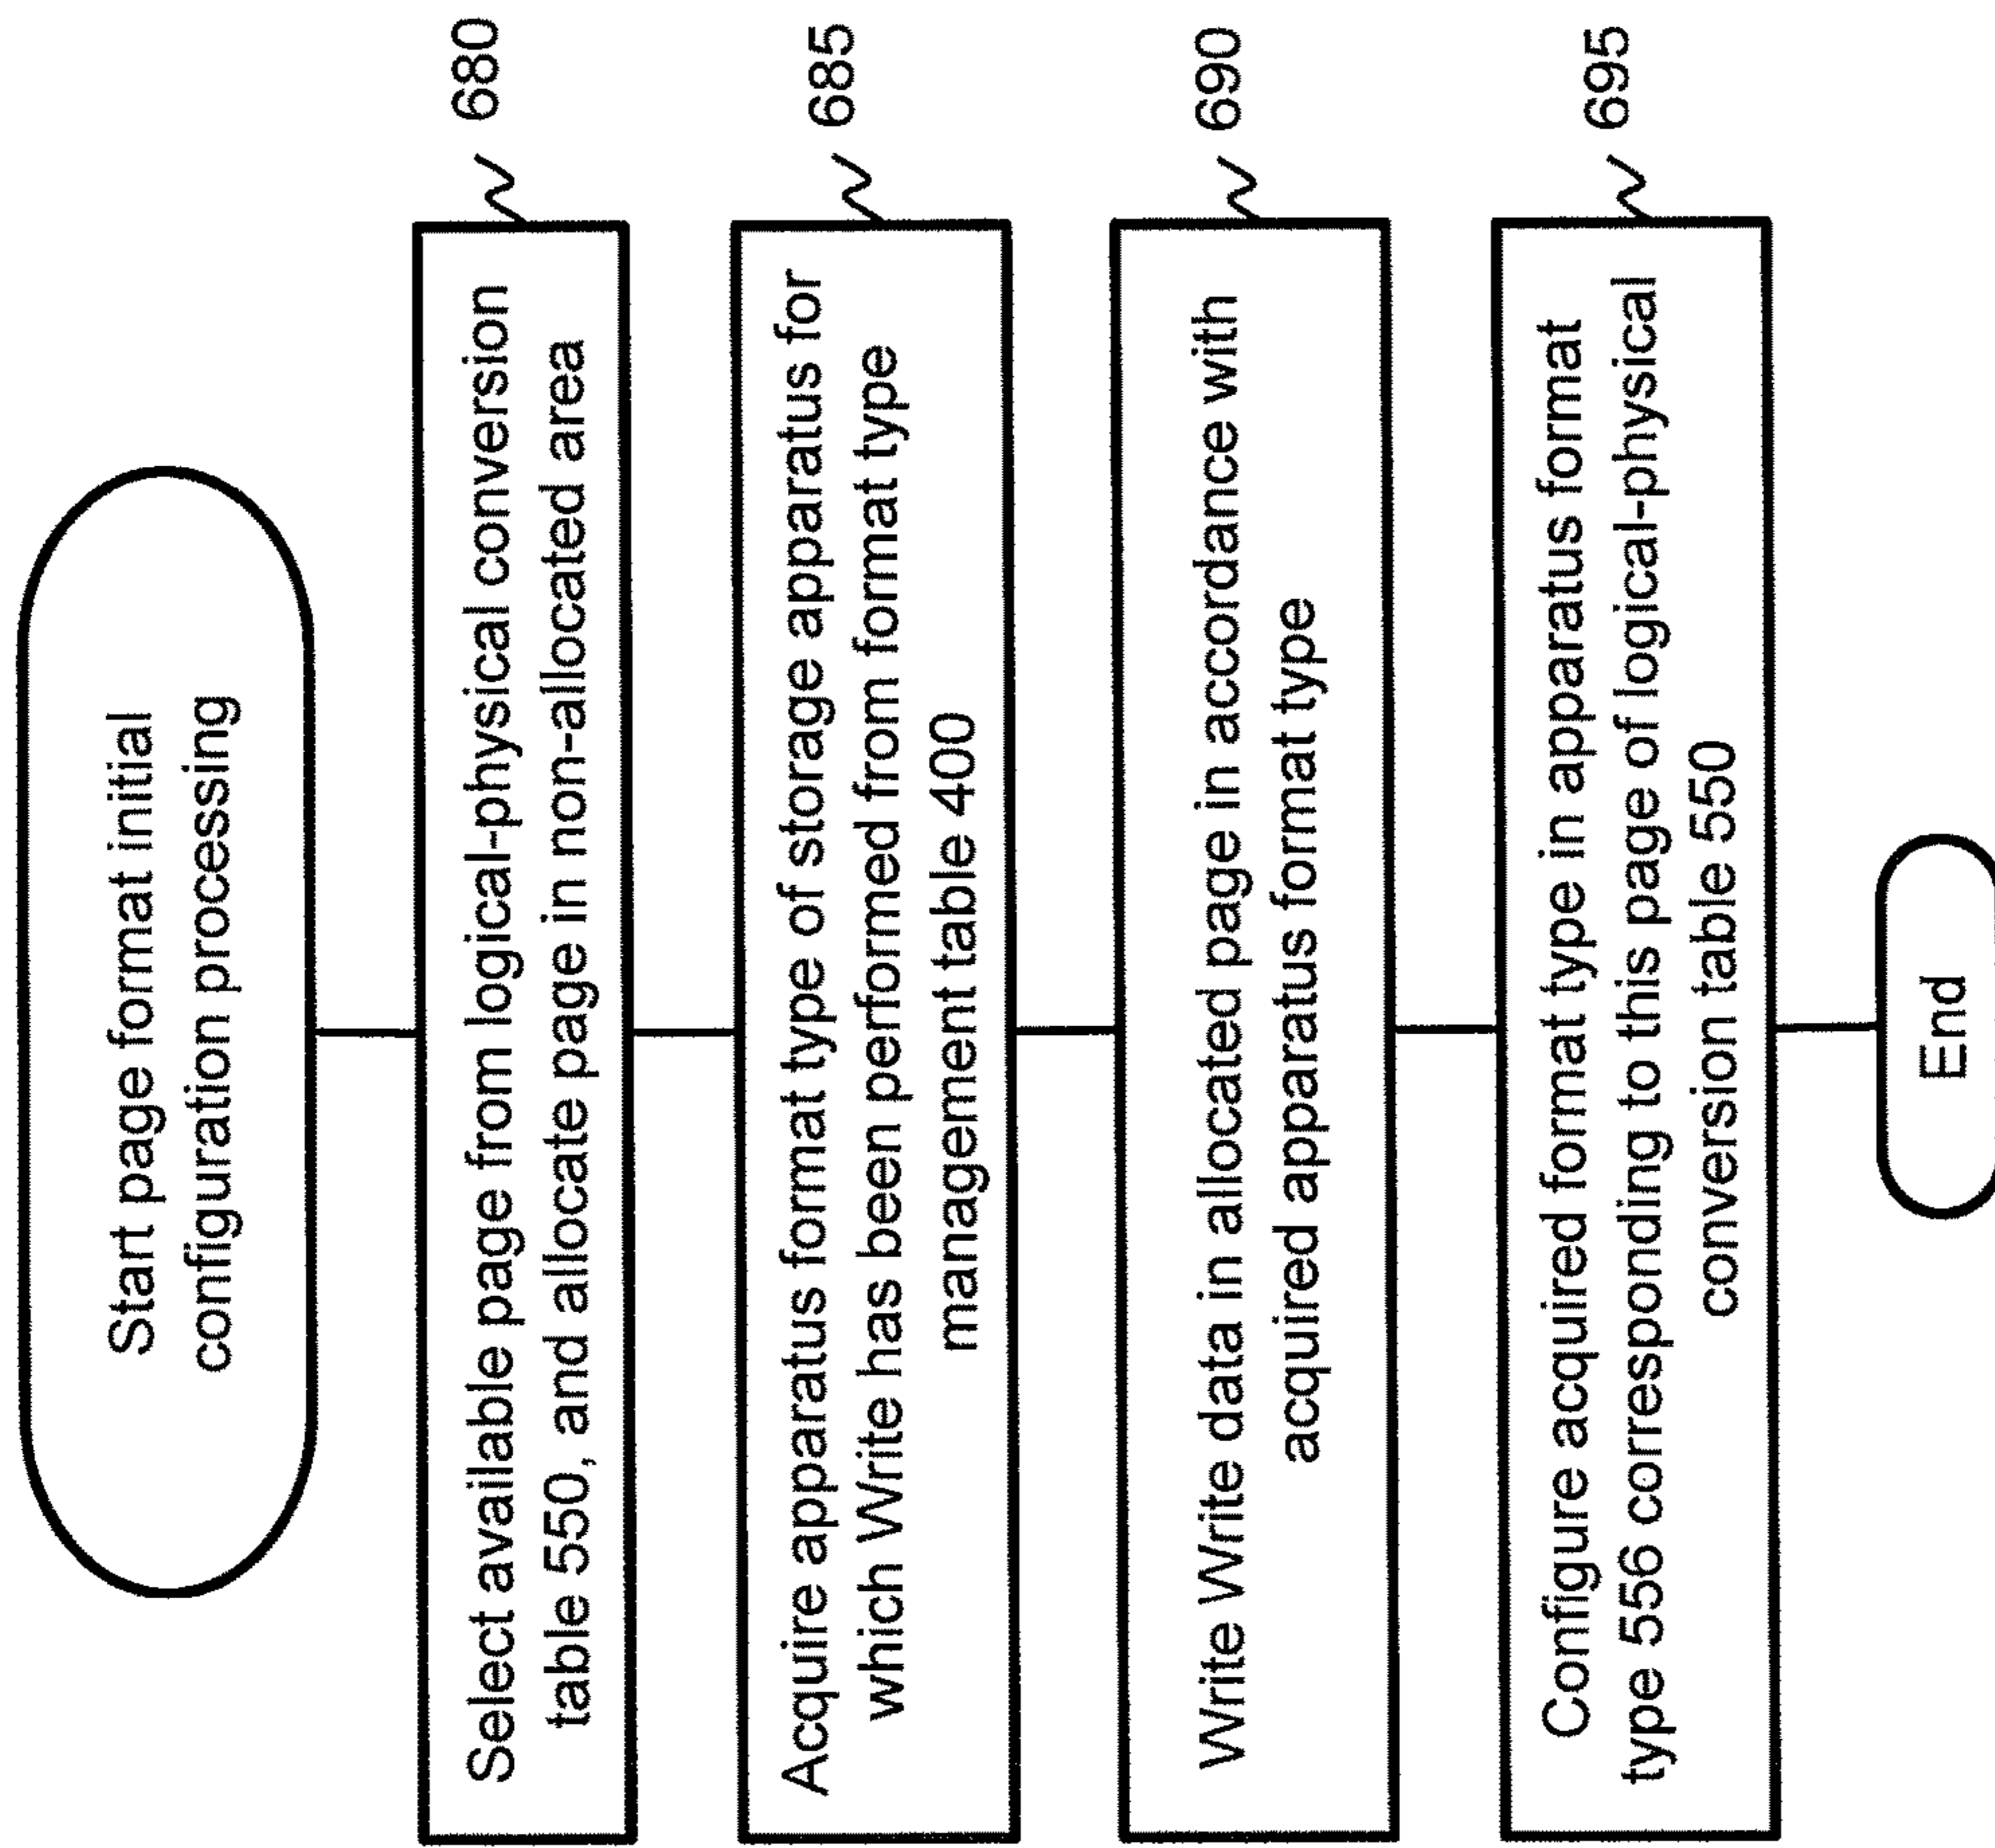 Start page format initial
configuration processing
Select available page from logical-physical conversion
table 550, and allocate page in non-allocated area
680
Acquire apparatus format type of storage apparatus for
which Write has been performed from format type
management table 400
685
Write Write data in allocated page in accordance with
acquired apparatus format type
690
Configure acquired format type in apparatus format
type 556 corresponding to this page of logical-physical
conversion table 550
695
End